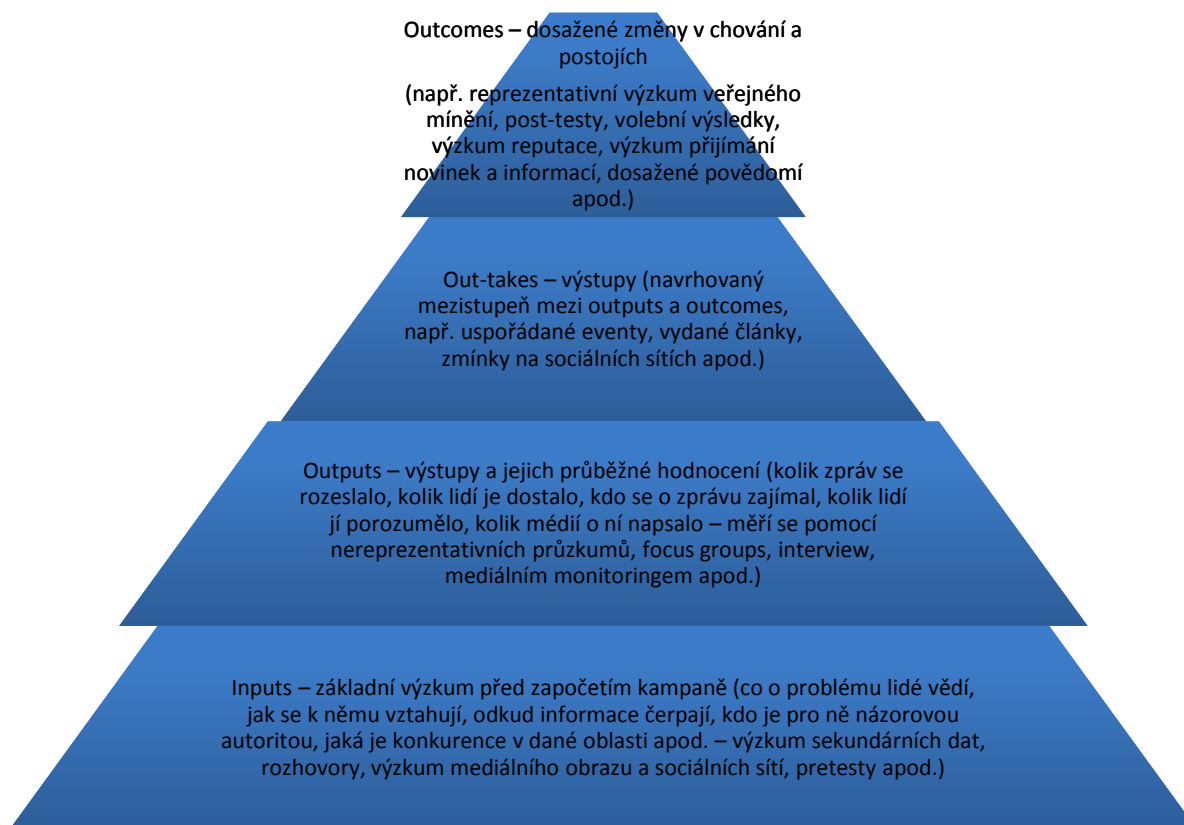 Outcomes – dosažené změny v chování a
postojích
(např. reprezentativní výzkum veřejného
mínění, post-testy, volební výsledky,
výzkum reputace, výzkum přijímání
novinek a informací, dosažené povědomí
apod.)
Out-takes – výstupy (navrhovaný
mezistupeň mezi outputs a outcomes,
např. uspořádané eventy, vydané články,
zmínky na sociálních sítích apod.)
Outputs – výstupy a jejich průběžné hodnocení (kolik zpráv se
rozeslalo, kolik lidí je dostalo, kdo se o zprávu zajímal, kolik lidí
jí porozumělo, kolik médií o ní napsalo – měří se pomocí
nereprezentativních průzkumů, focus groups, interview,
mediálním monitoringem apod.)
Inputs – základní výzkum před započetím kampaně (co o problému lidé vědí,
jak se k němu vztahují, odkud informace čerpají, kdo je pro ně názorovou
autoritou, jaká je konkurence v dané oblasti apod. – výzkum sekundárních dat,
rozhovory, výzkum mediálního obrazu a sociálních sítí, pretesty apod.)